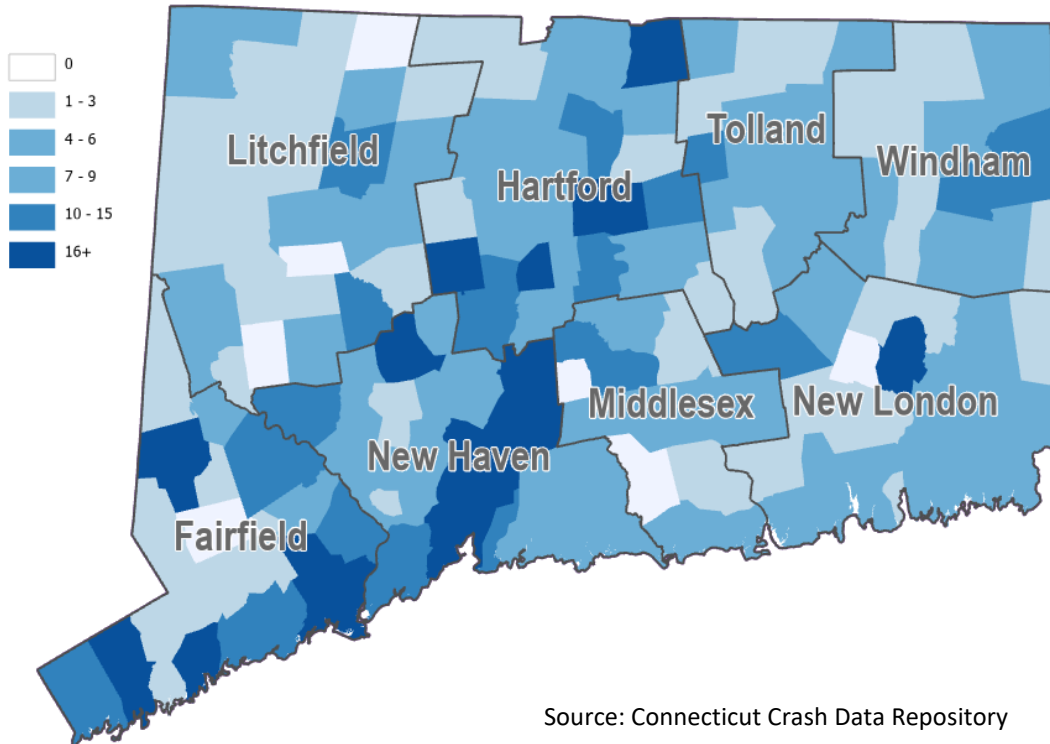 0
1 - 3
4 - 6
7 - 9
10 - 15
16+
Litchfield
Hartford
Tolland
Windham
Middlesex
New London
New Haven
Fairfield
Source: Connecticut Crash Data Repository